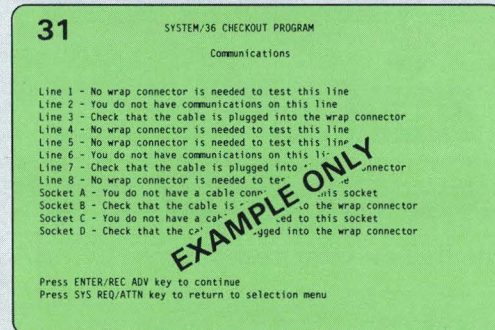 31
SYSTEM/36 CHECKOUT PROGRAM
Communications
Line 1 - No wrap connector is needed to test this line
Line 2 - You do not have communications on this line
Line 3 - Check that the cable is plugged into the wrap connector
Line 4 - No wrap connector is needed to test this line
Line 5 - No wrap connector is needed to test this line
Line 6 - You do not have communications on this
Line 7 - Check that the cable is plugged into connector
Line 8 - No wrap connector is needed to
Socket A - You do not have a cable this socket
Socket B - Check that the cable is to the wrap connector
Socket C - You do not have a to this socket
Socket D - Check that the into the wrap connector
EXAMPLE ONLY
Press ENTER/REC ADV key to continue
Press SYS REQ/ATTN key to return to selection menu